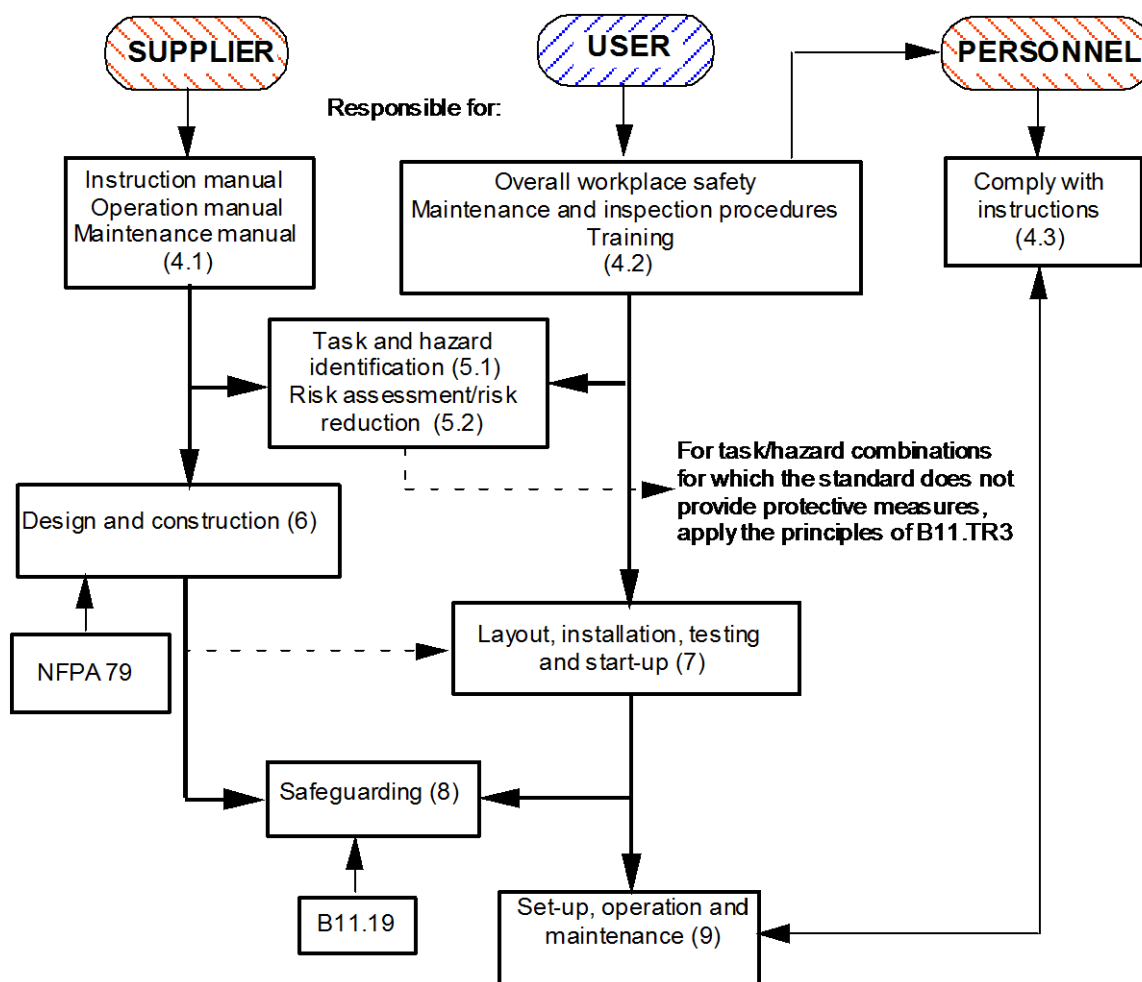 SUPPLIER
USER
PERSONNEL
Responsible for:
Instruction manual
Operation manual
Maintenance manual
(4.1)
Overall workplace safety
Maintenance and inspection procedures
Training
(4.2)
Comply with
instructions
(4.3)
Task and hazard
identification (5.1)
Risk assessment/risk
reduction (5.2)
For task/hazard combinations
for which the standard does not
provide protective measures,
apply the principles of B11.TR3
Design and construction (6)
NFPA 79
Layout, installation, testing
and start-up (7)
Safeguarding (8)
B11.19
Set-up, operation and
maintenance (9)